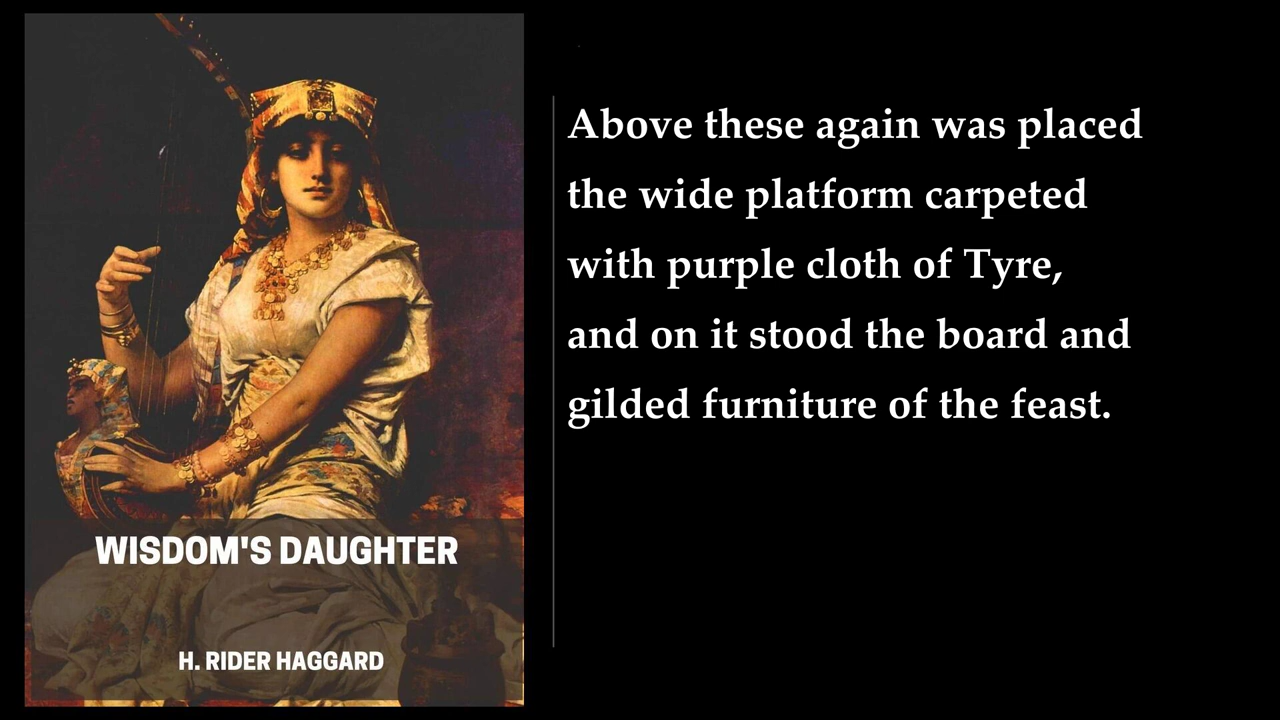 WISDOM'S DAUGHTER
H. RIDER HAGGARD
Above these again was placed
the wide platform carpeted
with purple cloth of Tyre,
and on it stood the board and
gilded furniture of the feast.